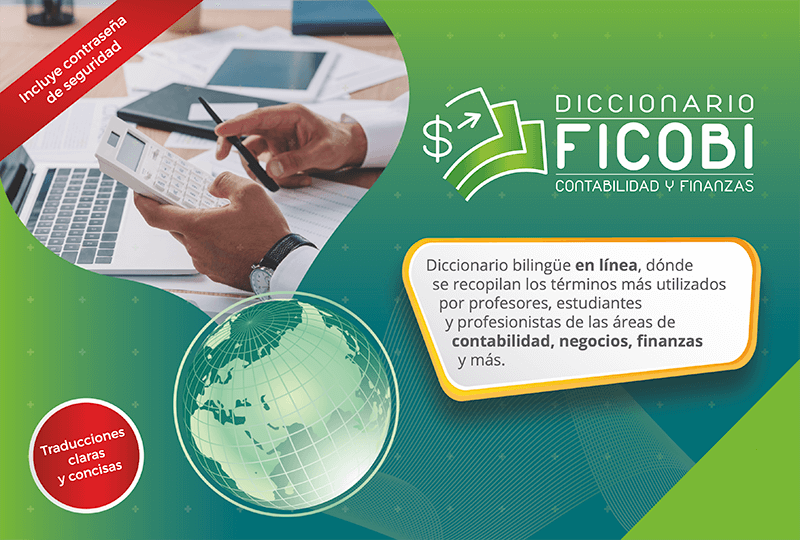 Incluye contraseña
de seguridad
$
DICCIONARIO
FICOBI
CONTABILIDAD Y FINANZAS
Diccionario bilingüe en línea, dónde
se recopilan los términos más utilizados
por profesores, estudiantes
y profesionistas de las áreas de
contabilidad, negocios, finanzas
y más.
Traducciones
claras
y concisas